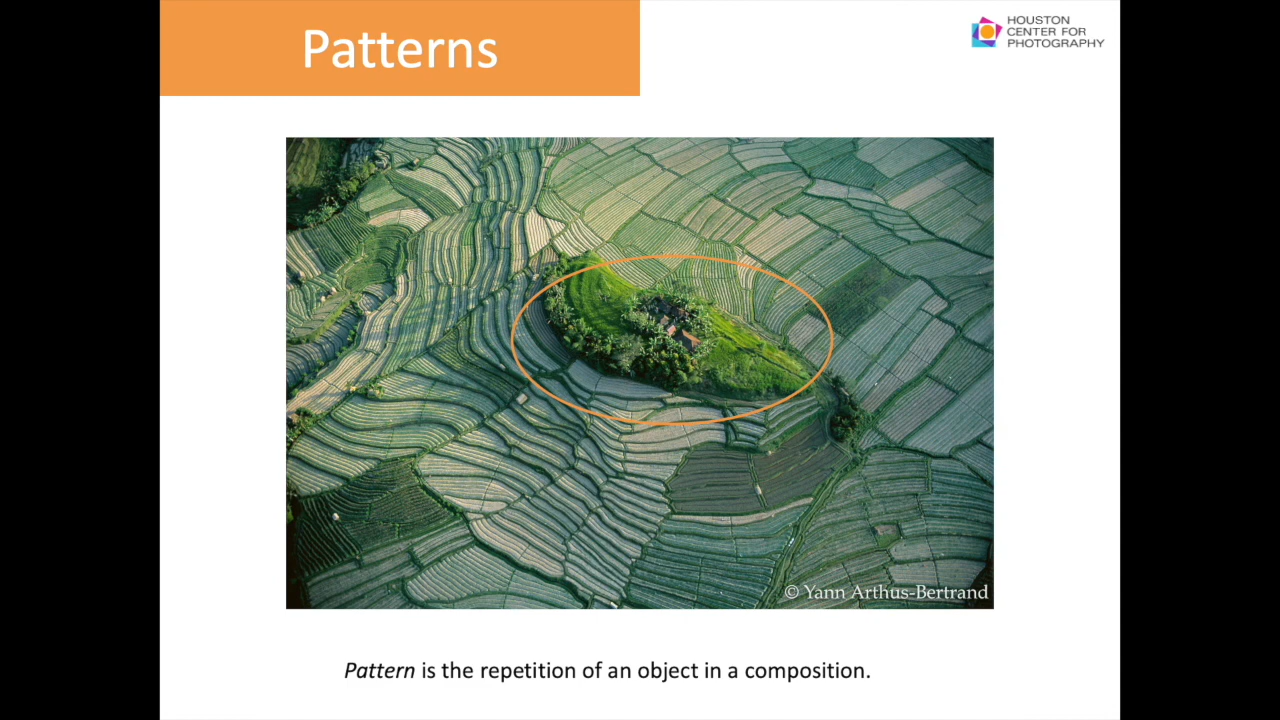 Patterns
HOUSTON
CENTER FOR
PHOTOGRAPHY
© Yann Arthus-Bertrand
Pattern is the repetition of an object in a composition.